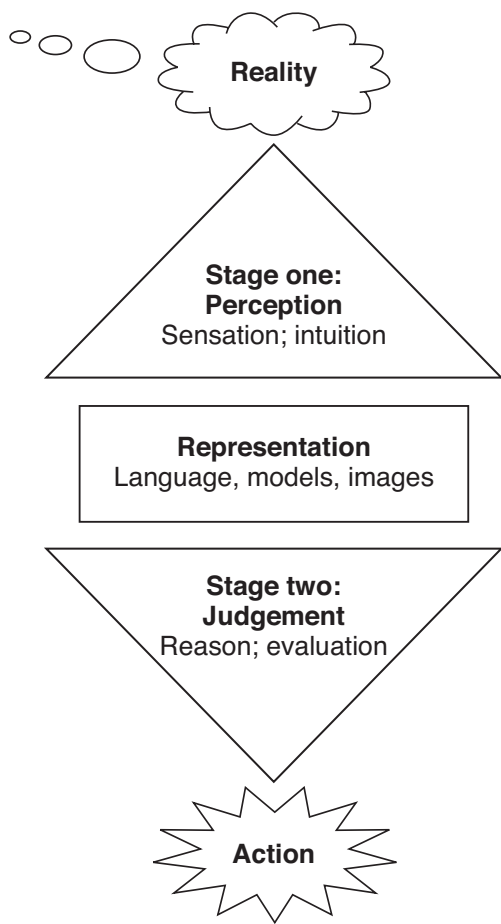 Reality
Stage one:
Perception
Sensation; intuition
Representation
Language, models, images
Stage two:
Judgement
Reason; evaluation
Action